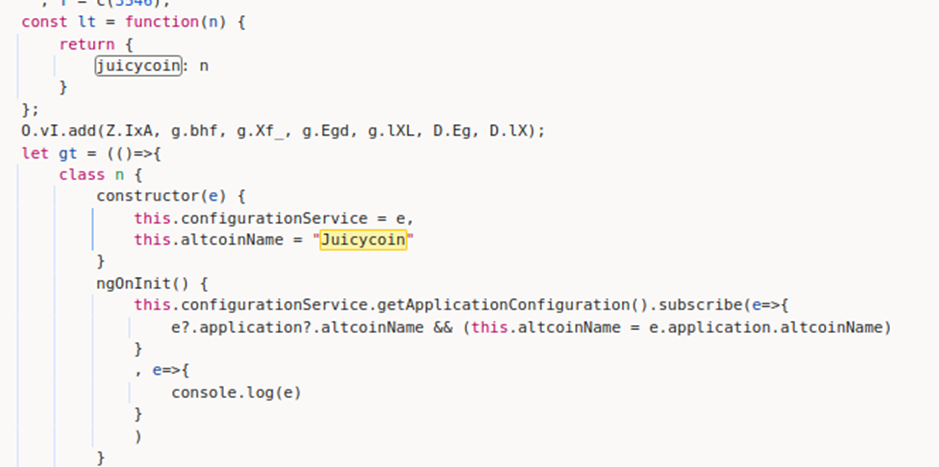 , f = c(5546);
const lt = function(n) {
return {
juicycoin: n
}
};
O.vI.add(Z.IxA, g.bhf, g.Xf_, g.Egd, g.lXL, D.Eg, D.lX);
let gt = (()=>{
class n {
constructor(e) {
this.configurationService = e,
this.altcoinName = "Juicycoin"
}
ngOnInit() {
this.configurationService.getApplicationConfiguration().subscribe(e=>{
e?.application?.altcoinName && (this.altcoinName = e.application.altcoinName)
}
, e=>{
console.log(e)
}
)
}